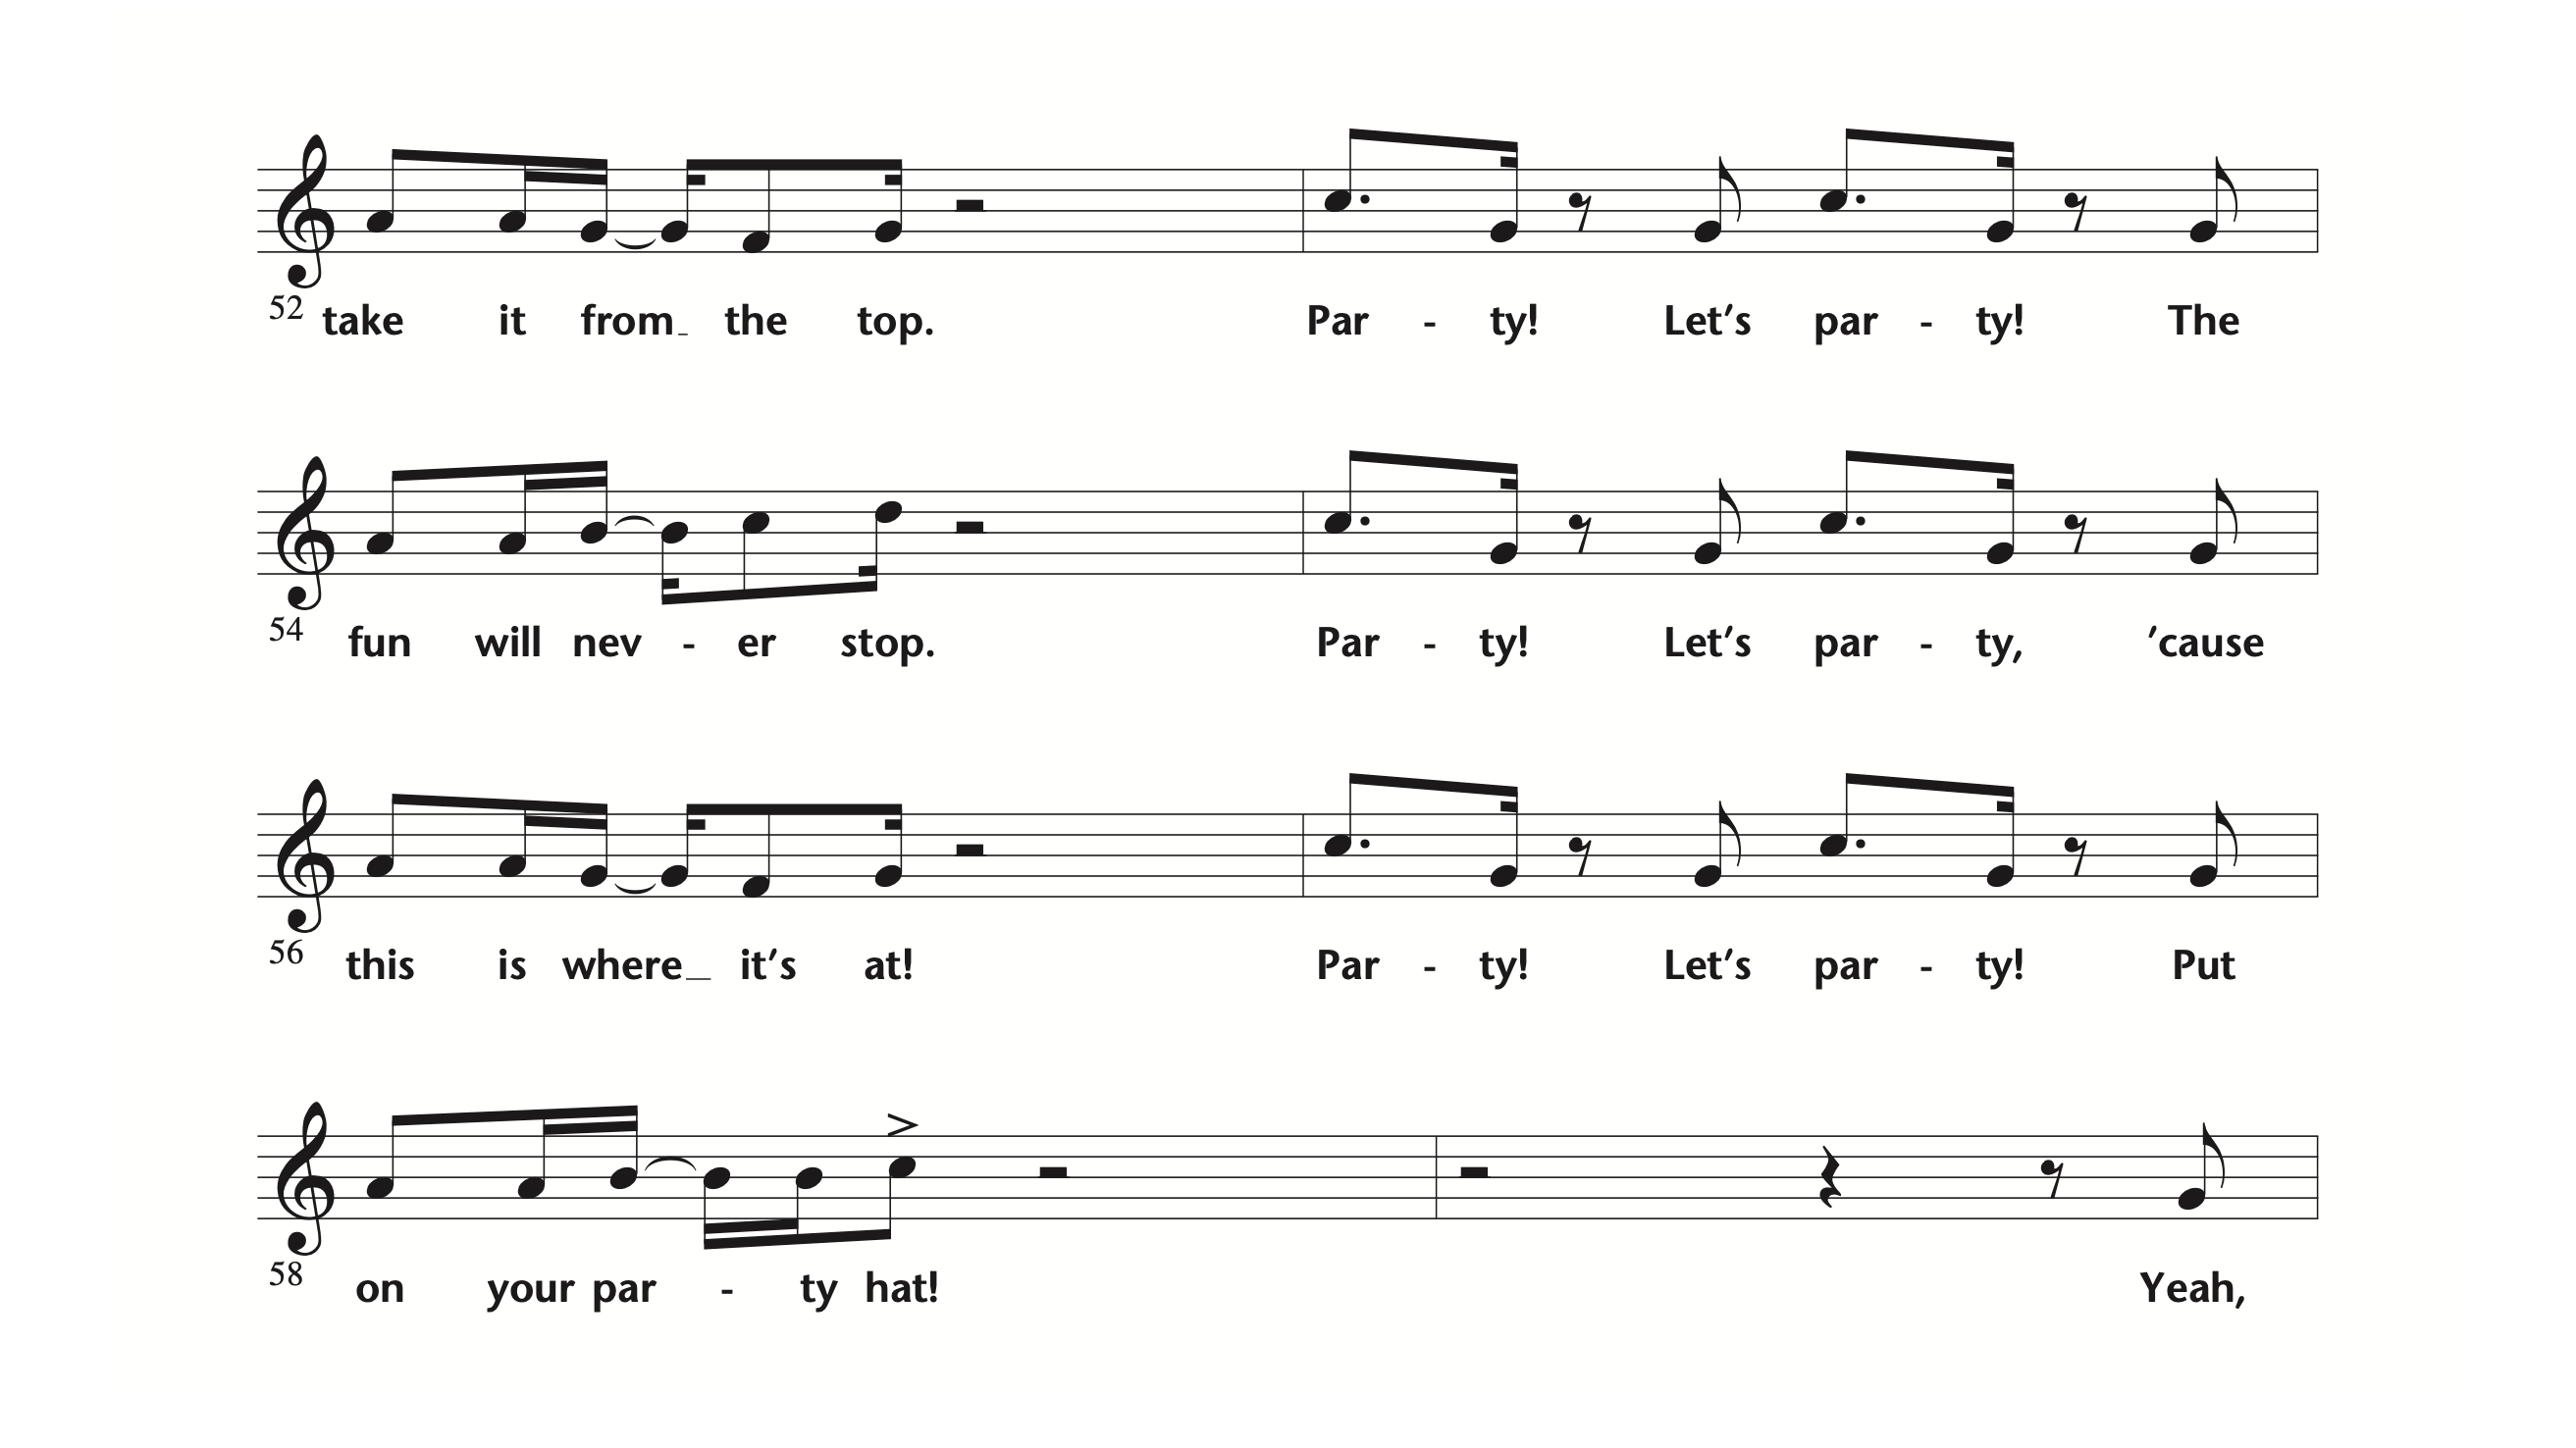 52 take it from_ the top. Par - ty! Let's par - ty! The
54 fun will nev - er stop. Par - ty! Let's par - ty, 'cause
56 this is where_ it's at! Par - ty! Let's par - ty! Put
58 on your par - ty hat! Yeah,